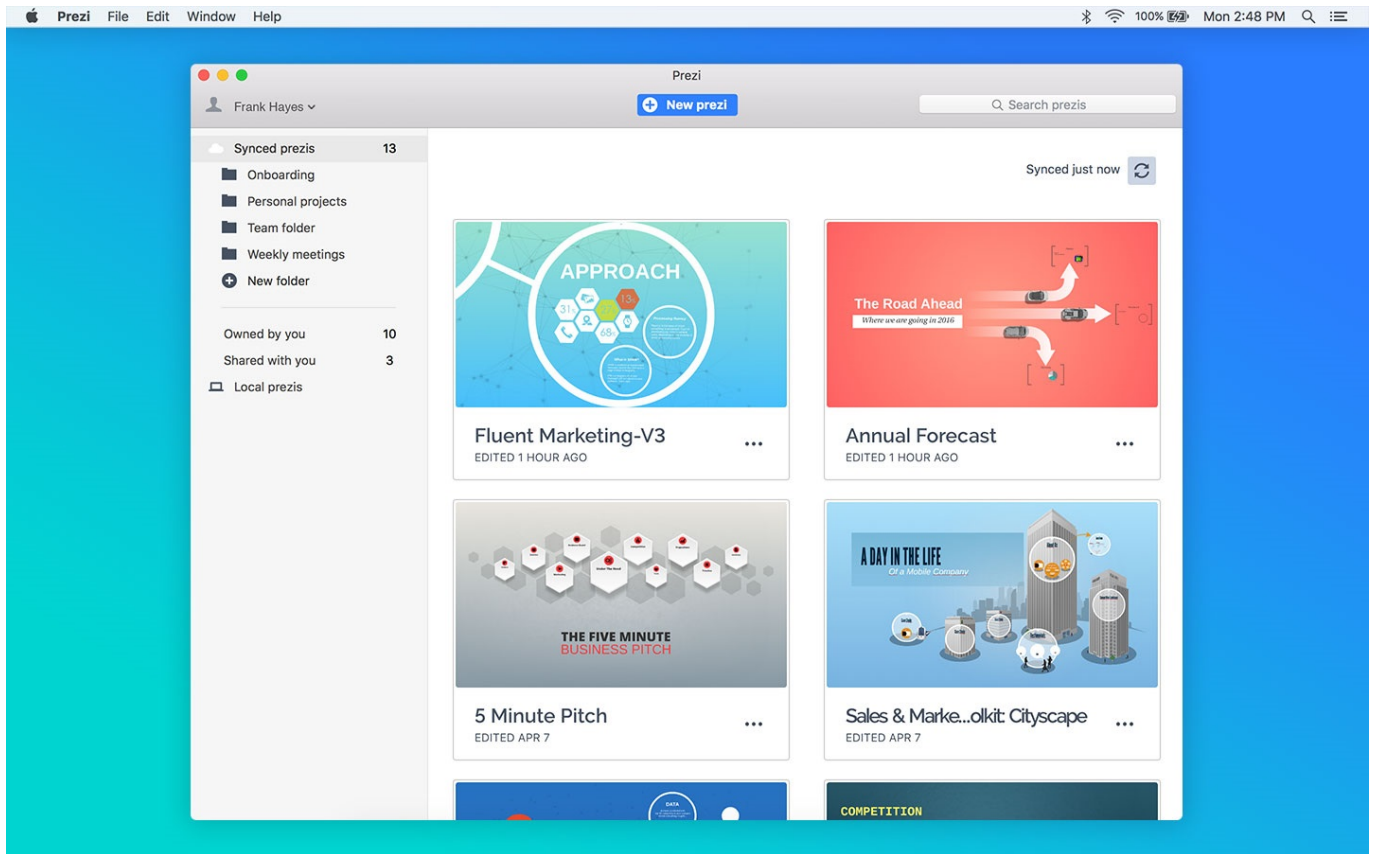 Prezi File Edit Window Help 100% Mon 2:48 PM
Prezi
Frank Hayes
New prezi
Search prezis
Synced prezis 13
Onboarding
Personal projects
Team folder
Weekly meetings
New folder
Owned by you 10
Shared with you 3
Local prezis
Synced just now
APPROACH
31%
13%
68%
Fluent Marketing-V3
EDITED 1 HOUR AGO
The Road Ahead
Where we are going in 2016
Annual Forecast
EDITED 1 HOUR AGO
THE FIVE MINUTE
BUSINESS PITCH
5 Minute Pitch
EDITED APR 7
A DAY IN THE LIFE
Of a Mobile Company
Sales & Marke...olkit: Cityscape
EDITED APR 7
DATA
COMPETITION